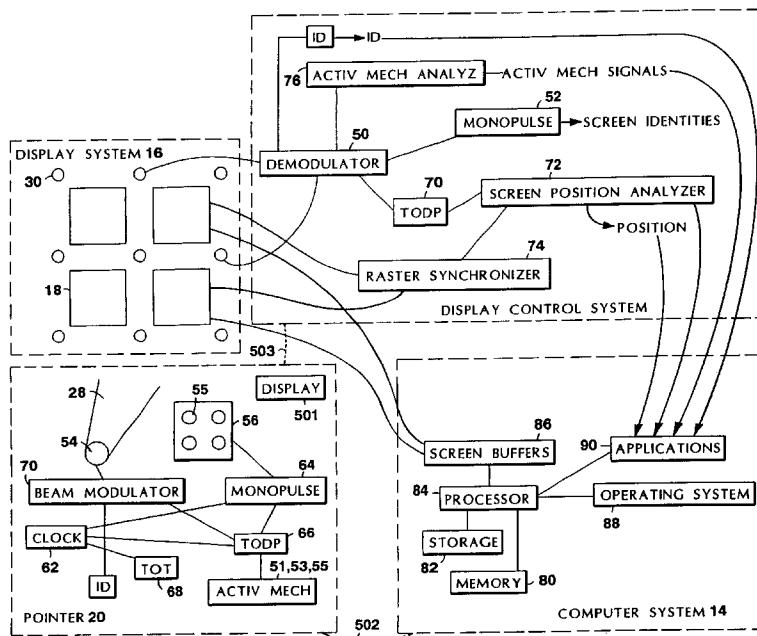 ID
ID
76
ACTIV MECH ANALYZ
ACTIV MECH SIGNALS
52
MONOPULSE
SCREEN IDENTITIES
50
DEMODULATOR
72
SCREEN POSITION ANALYZER
70
TODP
POSITION
74
RASTER SYNCHRONIZER
DISPLAY CONTROL SYSTEM
DISPLAY SYSTEM 16
30
18
503
DISPLAY
501
28
55
56
54
70
BEAM MODULATOR
64
MONOPULSE
CLOCK
62
TODP
66
TOT
68
ID
51,53,55
ACTIV MECH
POINTER 20
502
86
SCREEN BUFFERS
90
APPLICATIONS
84
PROCESSOR
OPERATING SYSTEM
88
STORAGE
82
MEMORY
80
COMPUTER SYSTEM 14